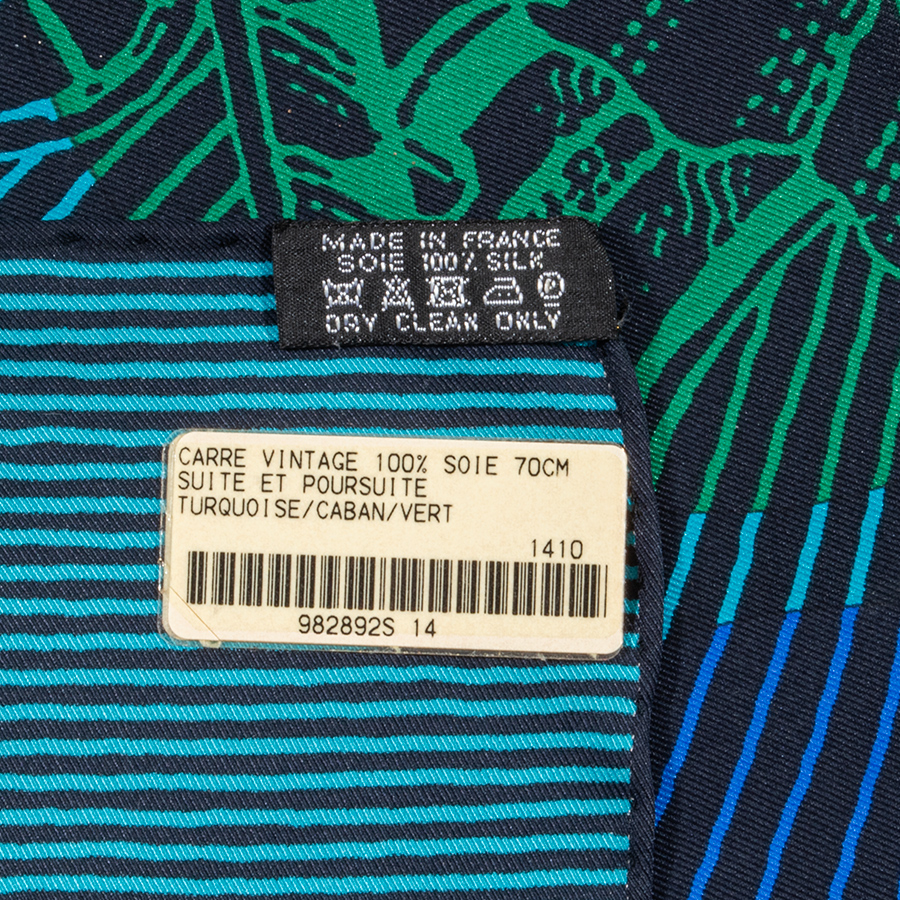 MADE IN FRANCE
SOIE 100% SILK
DRY CLEAN ONLY
CARRE VINTAGE 100% SOIE 70CM
SUITE ET POURSUITE
TURQUOISE/CABAN/VERT
1410
982892S 14